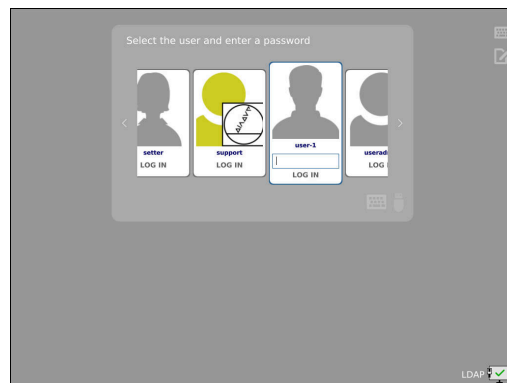 Select the user and enter a password
setter
support
user-1
userad
LOG IN
LOG IN
LOG IN
LOG I
LDAP